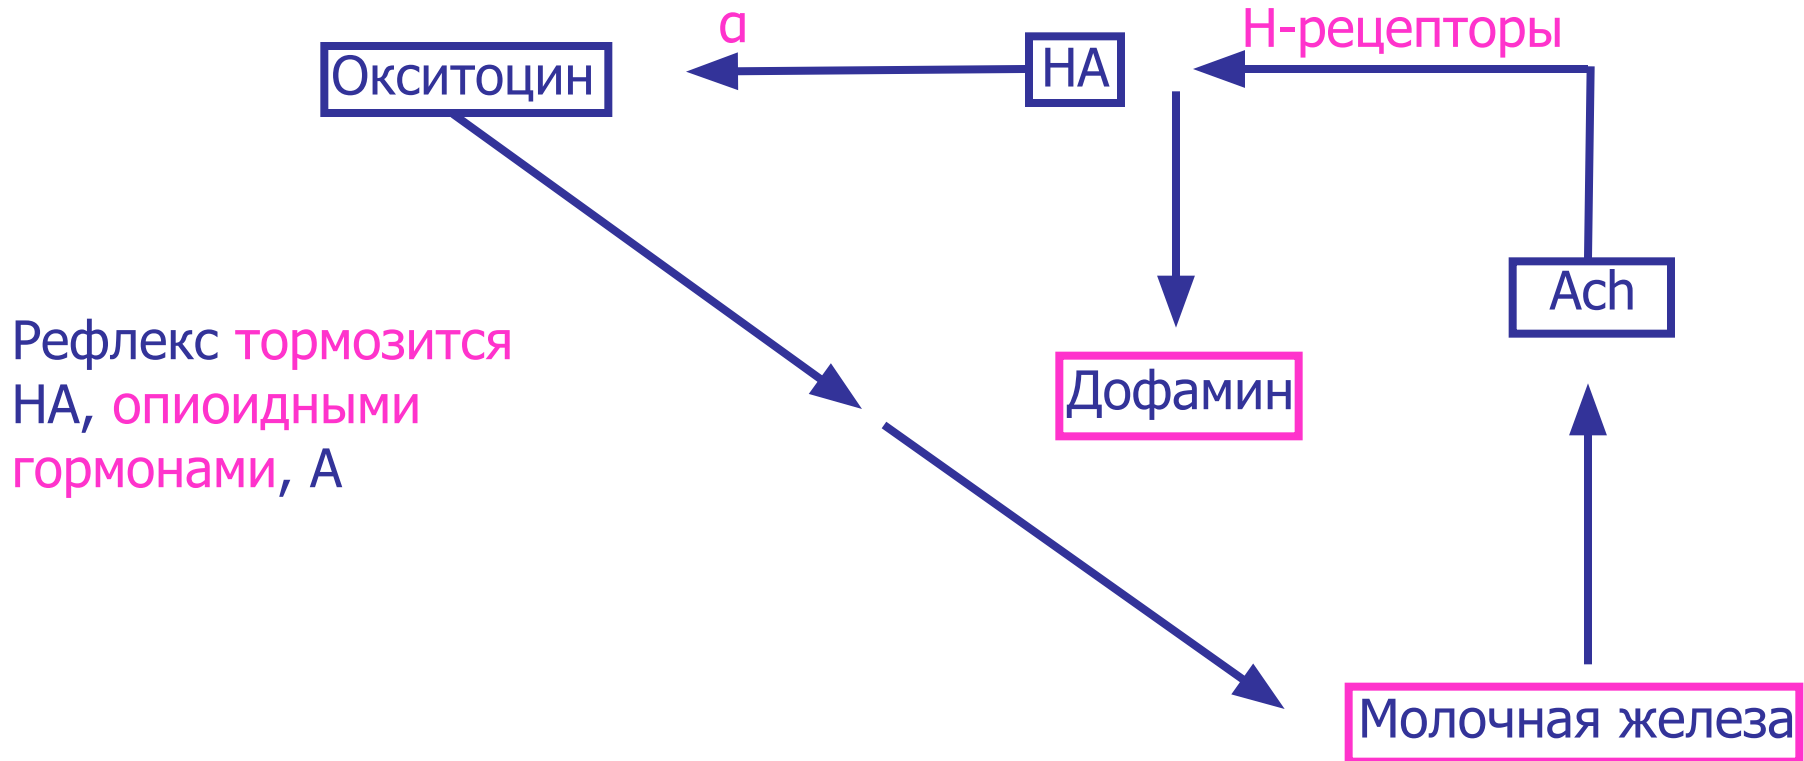 α
Н-рецепторы
Окситоцин
НА
Ach
Рефлекс тормозится
НА, опиоидными
гормонами, А
Дофамин
Молочная железа